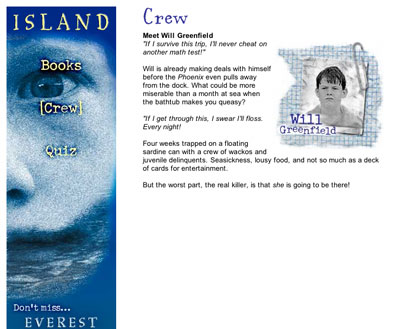 ISLAND
Books
[Crew]
Quiz
Don't miss...
EVEREST
Crew
Meet Will Greenfield
"If I survive this trip, I'll never cheat on
another math test!"
Will is already making deals with himself
before the Phoenix even pulls away
from the dock. What could be more
miserable than a month at sea when
the bathtub makes you queasy?
"If I get through this, I swear I'll floss.
Every night!
Four weeks trapped on a floating
sardine can with a crew of wackos and
juvenile delinquents. Seasickness, lousy food, and not so much as a deck
of cards for entertainment.
But the worst part, the real killer, is that she is going to be there!
Will
Greenfield